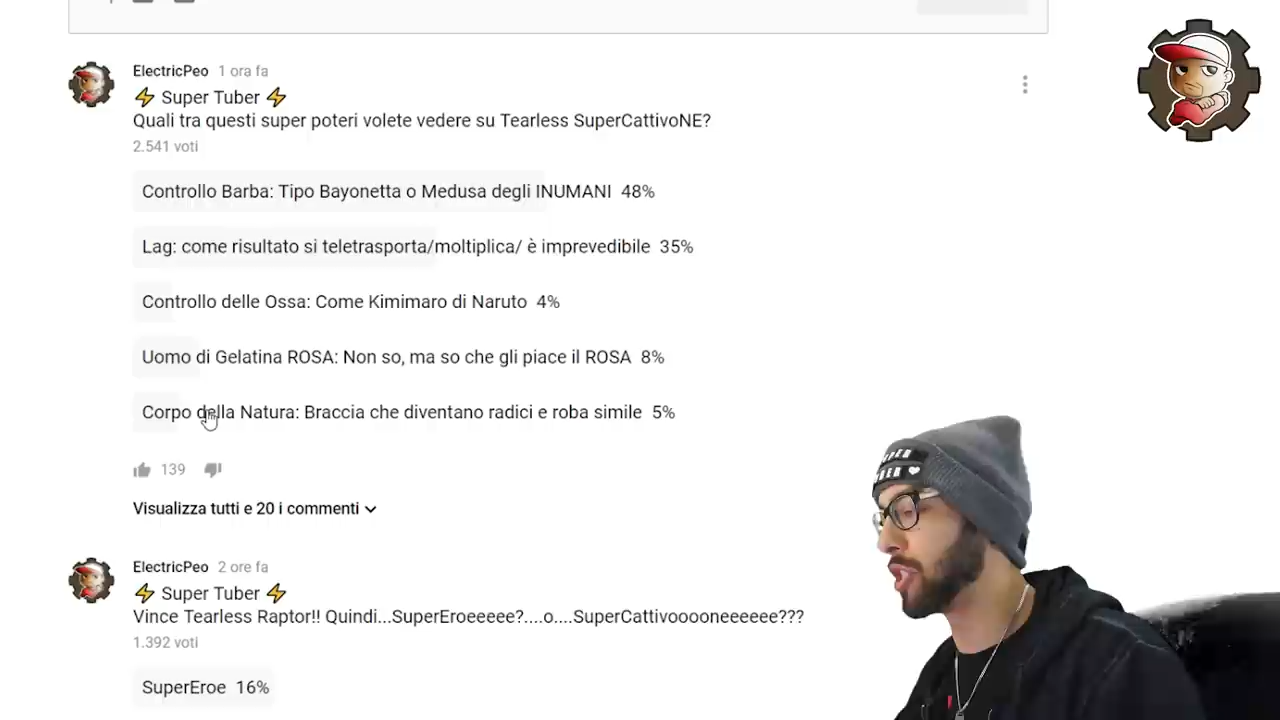 ElectricPeo 1 ora fa
⚡ Super Tuber ⚡
Quali tra questi super poteri volete vedere su Tearless SuperCattivoNE?
2.541 voti
Controllo Barba: Tipo Bayonetta o Medusa degli INUMANI 48%
Lag: come risultato si teletrasporta/moltiplica/ è imprevedibile 35%
Controllo delle Ossa: Come Kimimaro di Naruto 4%
Uomo di Gelatina ROSA: Non so, ma so che gli piace il ROSA 8%
Corpo della Natura: Braccia che diventano radici e roba simile 5%
139
Visualizza tutti e 20 i commenti
ElectricPeo 2 ore fa
⚡ Super Tuber ⚡
Vince Tearless Raptor!! Quindi...SuperEroeeeee?....o....SuperCattivooooneeeeee???
1.392 voti
SuperEroe 16%